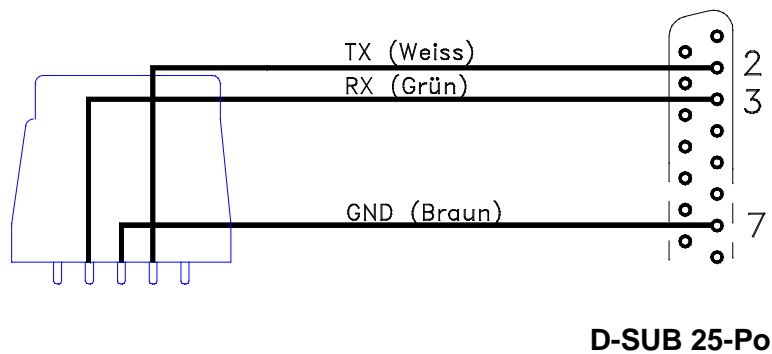 TX (Weiss)
2
RX (Grün)
3
GND (Braun)
7
D-SUB 25-Po